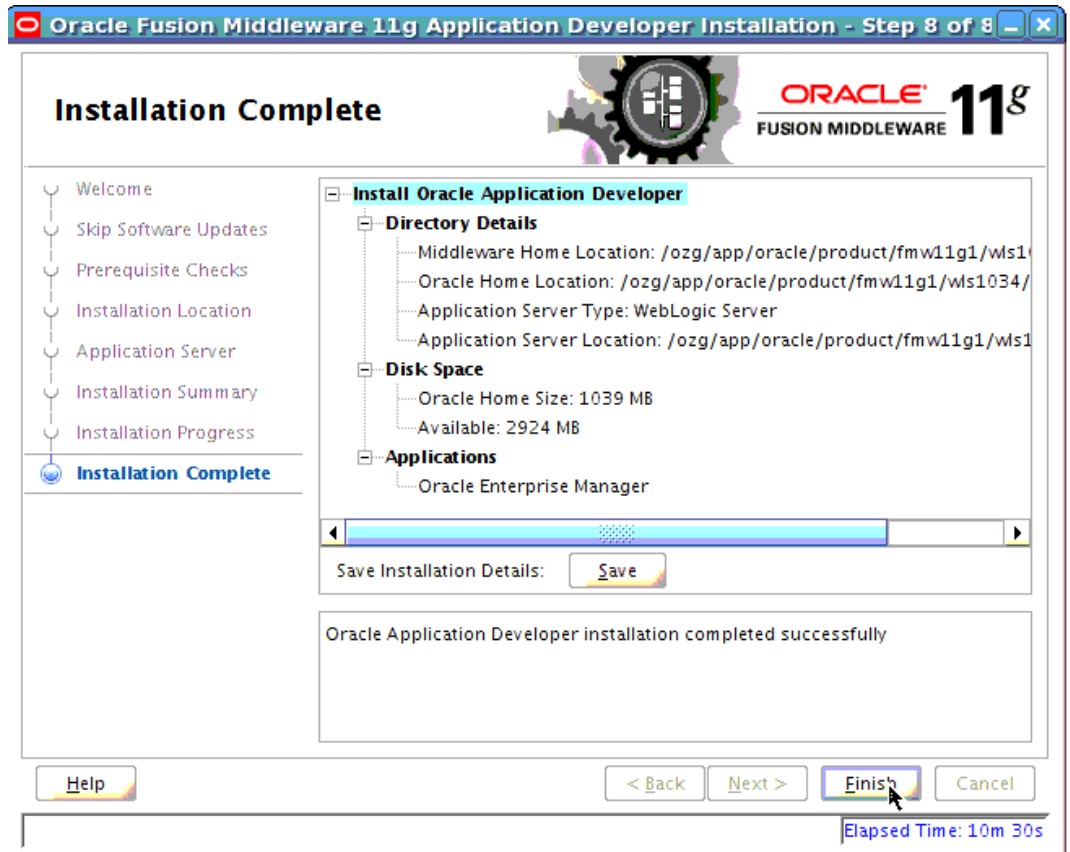 Oracle Fusion Middleware 11g Application Developer Installation - Step 8 of 8
Installation Complete
ORACLE
FUSION MIDDLEWARE 11g
Welcome
Skip Software Updates
Prerequisite Checks
Installation Location
Application Server
Installation Summary
Installation Progress
Installation Complete
Install Oracle Application Developer
Directory Details
Middleware Home Location: /ozg/app/oracle/product/fmw11g1/wls1
Oracle Home Location: /ozg/app/oracle/product/fmw11g1/wls1034/
Application Server Type: WebLogic Server
Application Server Location: /ozg/app/oracle/product/fmw11g1/wls1
Disk Space
Oracle Home Size: 1039 MB
Available: 2924 MB
Applications
Oracle Enterprise Manager
Save Installation Details: Save
Oracle Application Developer installation completed successfully
Help < Back Next > Finish Cancel
Elapsed Time: 10m 30s